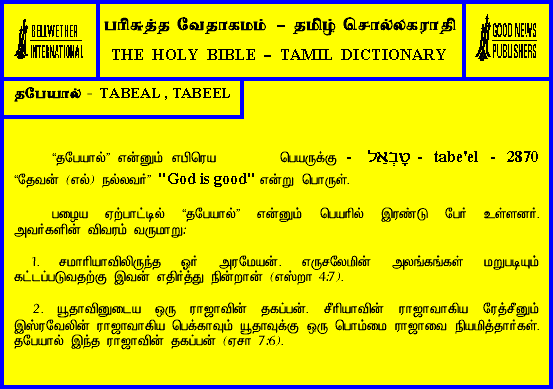 BELLWETHER
INTERNATIONAL
பரிசுத்த வேதாகமம் – தமிழ் சொல்லகராதி
THE HOLY BIBLE – TAMIL DICTIONARY
GOOD NEWS
PUBLISHERS
தபேயால் - TABEAL , TABEEL
“தபேயால்” என்னும் எபிரெய பெயருக்கு - טָבְאֵל - tabe'el - 2870
“தேவன் (எல்) நல்லவர்” "God is good" என்று பொருள்.
பழைய ஏற்பாட்டில் “தபேயால்” என்னும் பெயரில் இரண்டு பேர் உள்ளனர்.
அவர்களின் விவரம் வருமாறு:
1. சமாரியாவிலிருந்த ஓர் அரமேயன். எருசலேமின் அலங்கங்கள் மறுபடியும்
கட்டப்படுவதற்கு இவன் எதிர்த்து நின்றான் (எஸ்றா 4:7).
2. யூதாவினுடைய ஒரு ராஜாவின் தகப்பன். சீரியாவின் ராஜாவாகிய ரேத்சீனும்
இஸ்ரவேலின் ராஜாவாகிய பெக்காவும் யூதாவுக்கு ஒரு பொம்மை ராஜாவை நியமித்தார்கள்.
தபேயால் இந்த ராஜாவின் தகப்பன் (ஏசா 7:6).